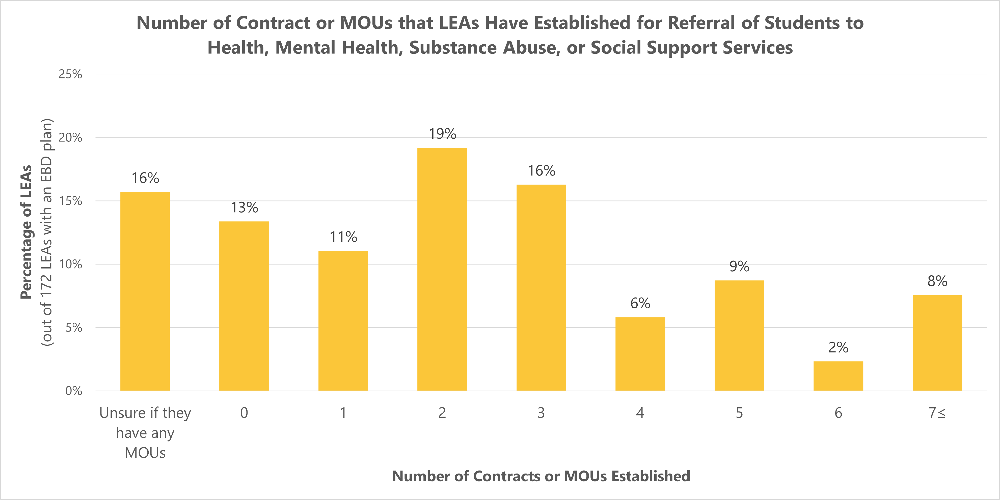 Number of Contract or MOUs that LEAs Have Established for Referral of Students to
Health, Mental Health, Substance Abuse, or Social Support Services
Percentage of LEAs
(out of 172 LEAs with an EBD plan)
25%
20%
15%
10%
5%
0%
16%
13%
11%
19%
16%
6%
9%
2%
8%
Unsure if they
have any
MOUs
0
1
2
3
4
5
6
7≤
Number of Contracts or MOUs Established